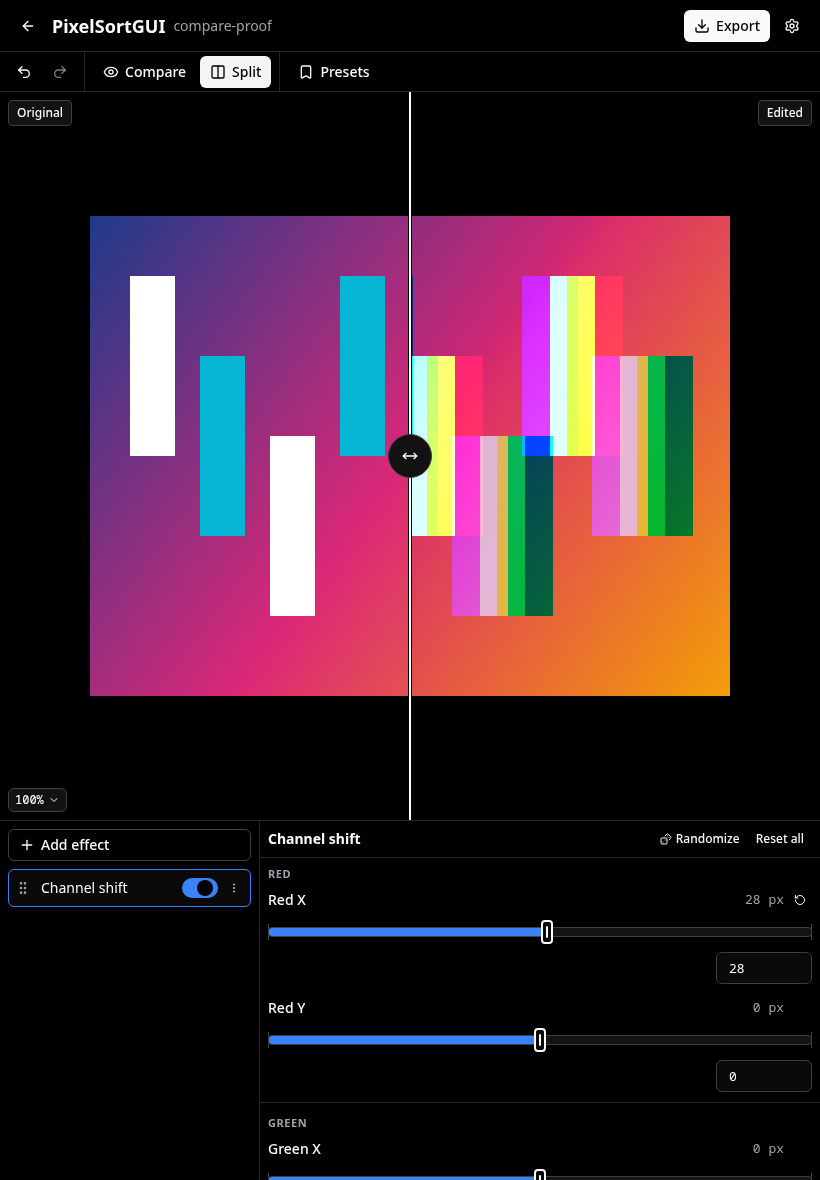 PixelSortGUI compare-proof Export
Compare Split Presets
Original Edited
100%
Add effect
Channel shift
Channel shift Randomize Reset all
RED
Red X 28 px
28
Red Y 0 px
0
GREEN
Green X 0 px